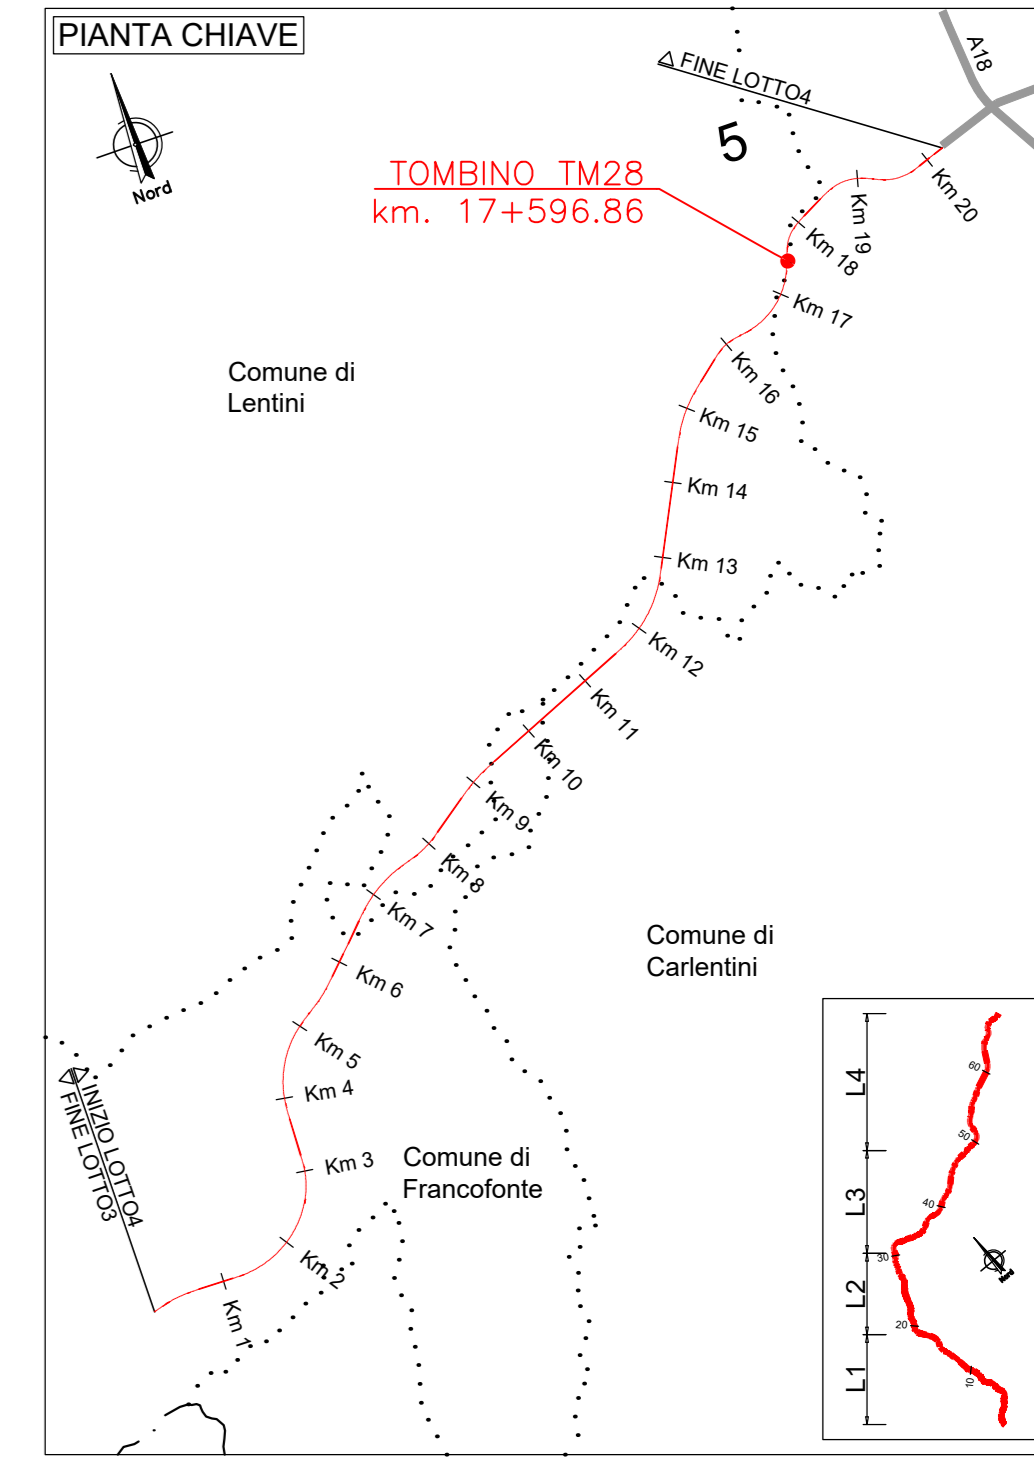 PIANTA CHIAVE
Nord
FINE LOTTO4
A18
5
TOMBINO TM28
km. 17+596.86
Km 20
Km 19
Km 18
Km 17
Km 16
Km 15
Km 14
Km 13
Km 12
Km 11
Km 10
Km 9
Km 8
Km 7
Km 6
Km 5
Km 4
Km 3
Km 2
Km 1
Comune di
Lentini
Comune di
Carlentini
Comune di
Francofonte
INIZIO LOTTO4
FINE LOTTO3
L4
L3
L2
L1
60
50
40
30
20
10